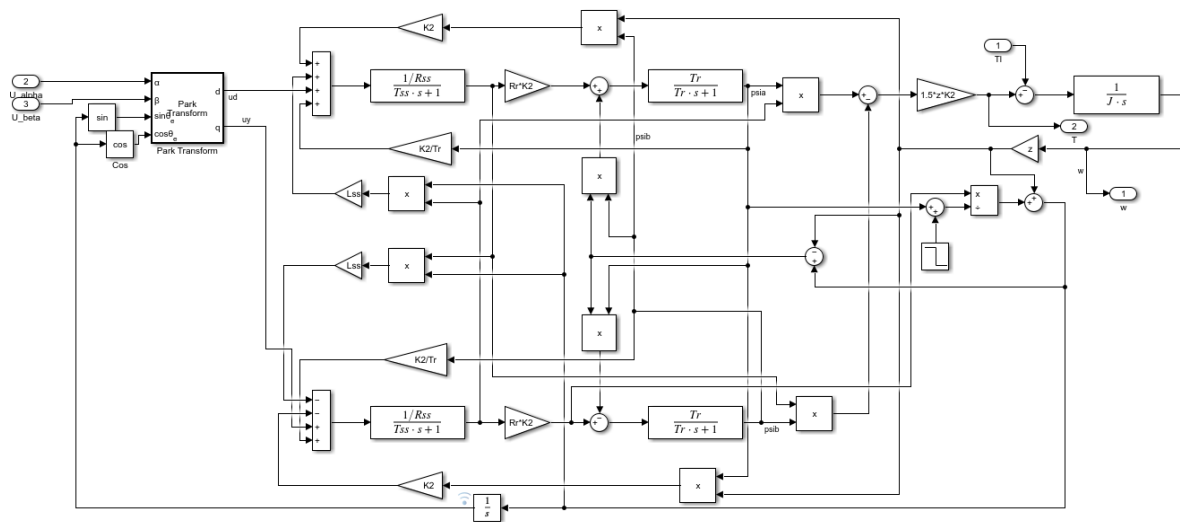 K2
x
1
Tl
2
U_alpha
3
U_beta
α
β
sinθ_e
cosθ_e
Park
Transform
d
q
Park Transform
ud
uy
sin
cos
Cos
+
+
+
+
1/Rss
Tss · s + 1
Rr*K2
+
-
Tr
Tr · s + 1
psia
x
+
-
1.5*z*K2
+
-
1
J · s
2
T
psib
K2/Tr
z
w
1
w
x
Lss
x
x
÷
+
+
+
+
Lss
x
-
+
x
K2/Tr
-
-
+
+
1/Rss
Tss · s + 1
Rr*K2
+
-
Tr
Tr · s + 1
psib
x
K2
x
1
s